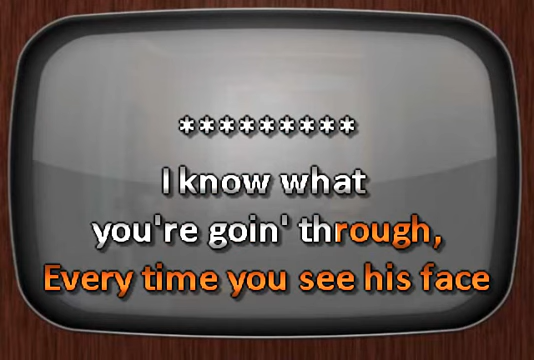 *********
I know what
you're goin' through,
Every time you see his face